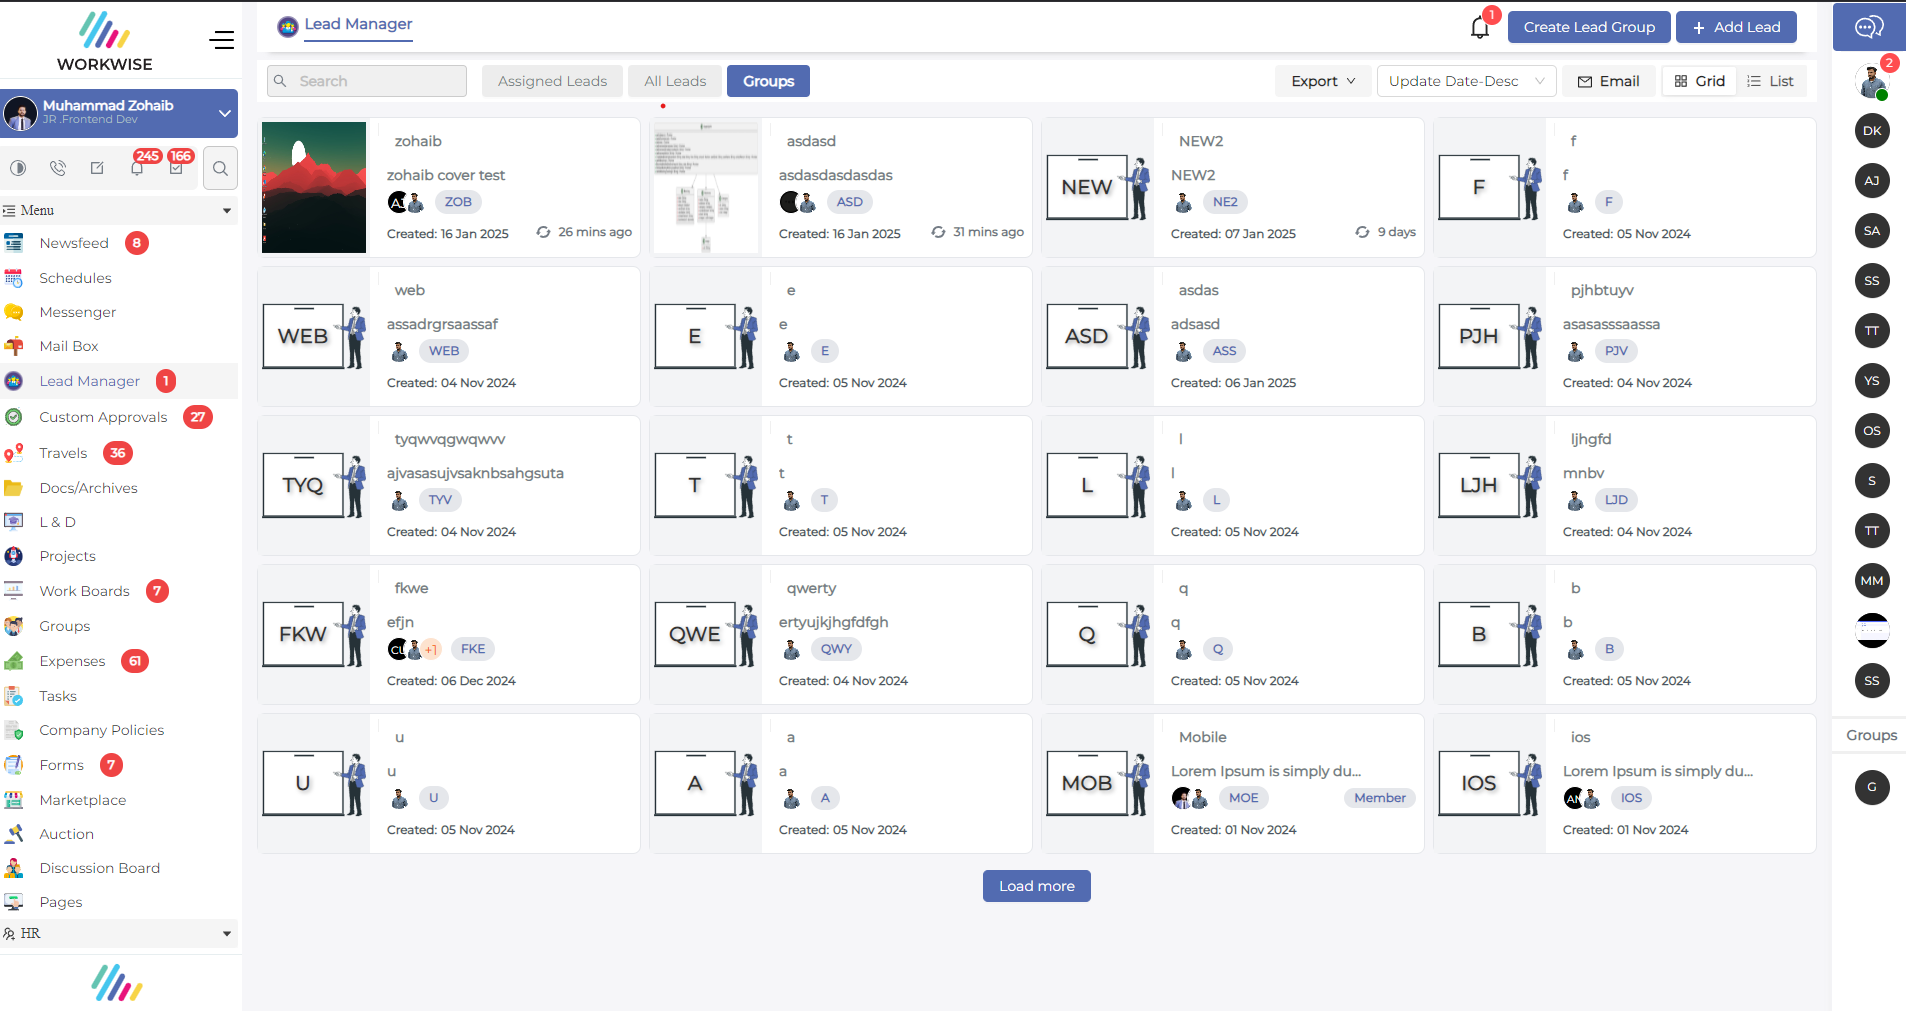 WORKWISE
Muhammad Zohaib
JR .Frontend Dev
245
166
Menu
Newsfeed 8
Schedules
Messenger
Mail Box
Lead Manager 1
Custom Approvals 27
Travels 36
Docs/Archives
L & D
Projects
Work Boards 7
Groups
Expenses 61
Tasks
Company Policies
Forms 7
Marketplace
Auction
Discussion Board
Pages
HR
Lead Manager
1
Create Lead Group
+ Add Lead
Search
Assigned Leads
All Leads
Groups
Export
Update Date-Desc
Email
Grid
List
zohaib
zohaib cover test
AJ ZOB
Created: 16 Jan 2025 26 mins ago
asdasd
asdasdasdasdas
ASD
Created: 16 Jan 2025 31 mins ago
NEW
NEW2
NEW2
NE2
Created: 07 Jan 2025 9 days
F
f
f
F
Created: 05 Nov 2024
WEB
web
assadrgrsaassaf
WEB
Created: 04 Nov 2024
E
e
e
E
Created: 05 Nov 2024
ASD
asdas
adsasd
ASS
Created: 06 Jan 2025
PJH
pjhbtuyv
asasasssaassa
PJV
Created: 04 Nov 2024
TYQ
tyqwvqgwqwvv
ajvasasujvsaknbsahgsuta
TYV
Created: 04 Nov 2024
T
t
t
T
Created: 05 Nov 2024
L
l
l
L
Created: 05 Nov 2024
LJH
ljhgfd
mnbv
LJD
Created: 04 Nov 2024
FKW
fkwe
efjn
+1 FKE
Created: 06 Dec 2024
QWE
qwerty
ertyujkjhgfdfgh
QWY
Created: 04 Nov 2024
Q
q
q
Q
Created: 05 Nov 2024
B
b
b
B
Created: 05 Nov 2024
U
u
u
U
Created: 05 Nov 2024
A
a
a
A
Created: 05 Nov 2024
MOB
Mobile
Lorem Ipsum is simply du...
MOE Member
Created: 01 Nov 2024
IOS
ios
Lorem Ipsum is simply du...
IOS
Created: 01 Nov 2024
Load more
2
DK
AJ
SA
SS
TT
YS
OS
S
TT
MM
SS
Groups
G